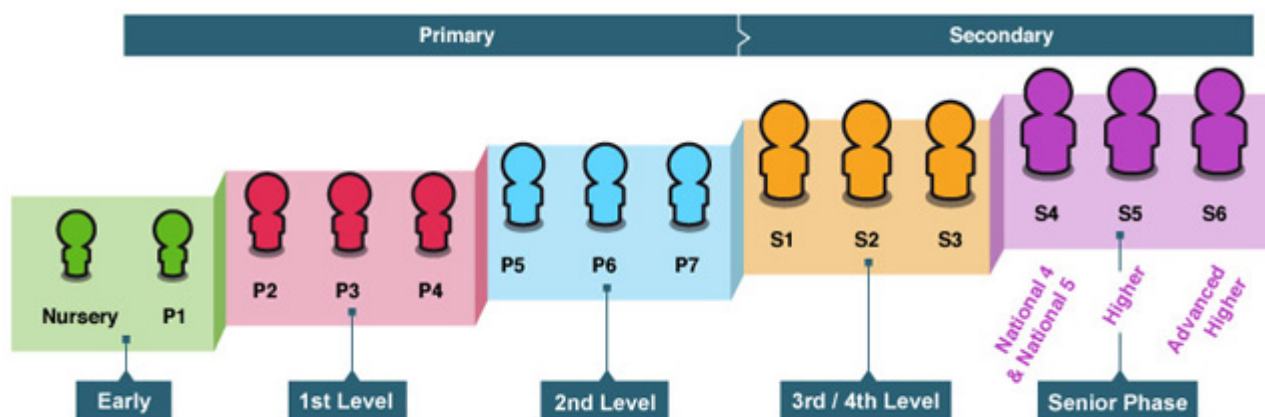 Primary
Secondary
Nursery
P1
P2
P3
P4
P5
P6
P7
S1
S2
S3
S4
S5
S6
National 4
& National 5
Higher
Advanced
Higher
Early
1st Level
2nd Level
3rd / 4th Level
Senior Phase